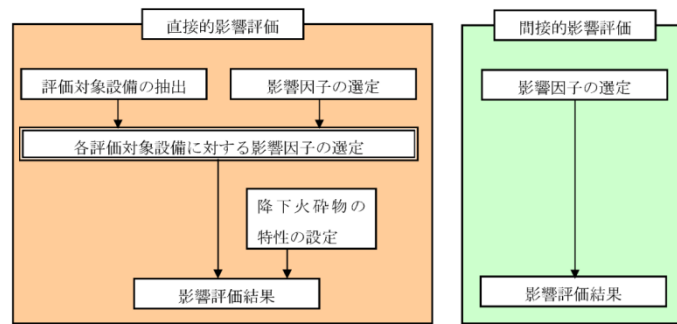 直接的影響評価
評価対象設備の抽出
影響因子の選定
各評価対象設備に対する影響因子の選定
降下火砕物の
特性の設定
影響評価結果
間接的影響評価
影響因子の選定
影響評価結果